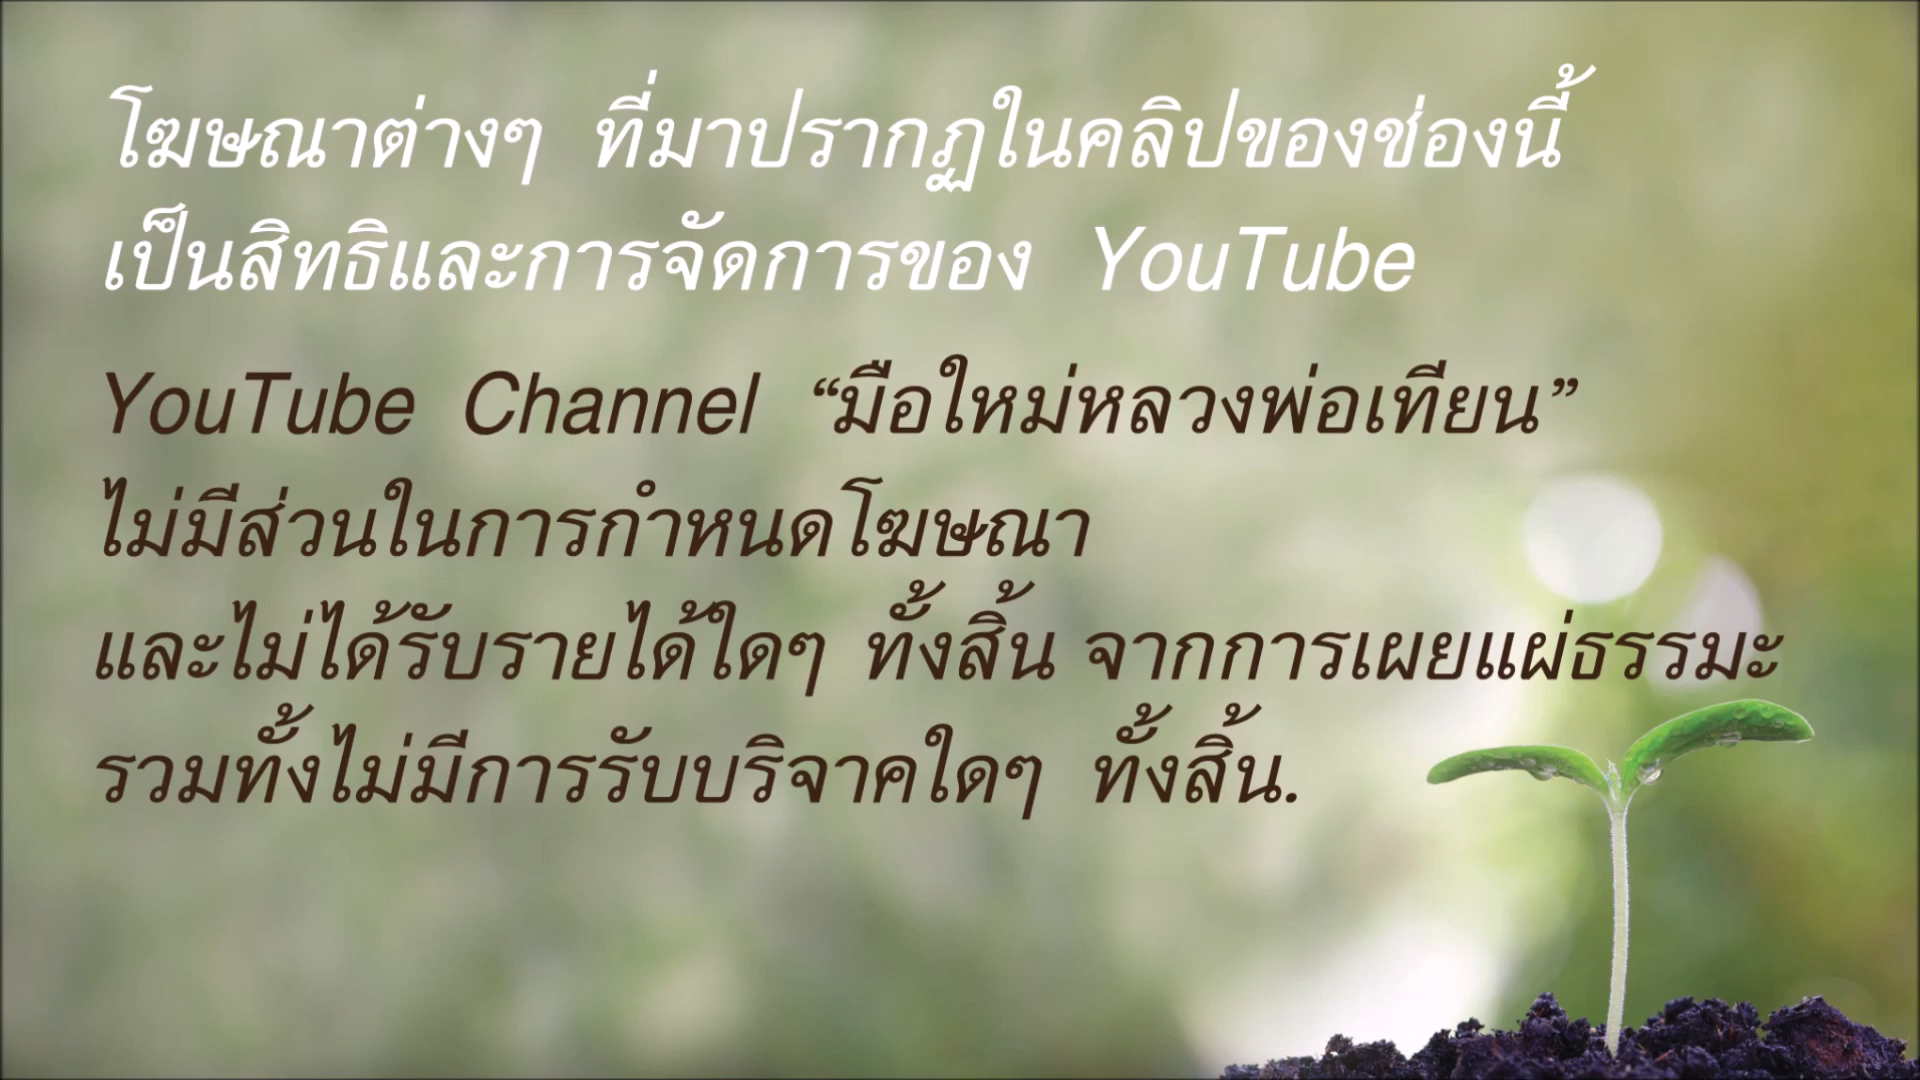 โฆษณาต่างๆ ที่มาปรากฏในคลิปของช่องนี้
เป็นสิทธิและการจัดการของ YouTube
YouTube Channel “มือใหม่หลวงพ่อเทียน”
ไม่มีส่วนในการกำหนดโฆษณา
และไม่ได้รับรายได้ใดๆ ทั้งสิ้น จากการเผยแผ่ธรรมะ
รวมทั้งไม่มีการรับบริจาคใดๆ ทั้งสิ้น.